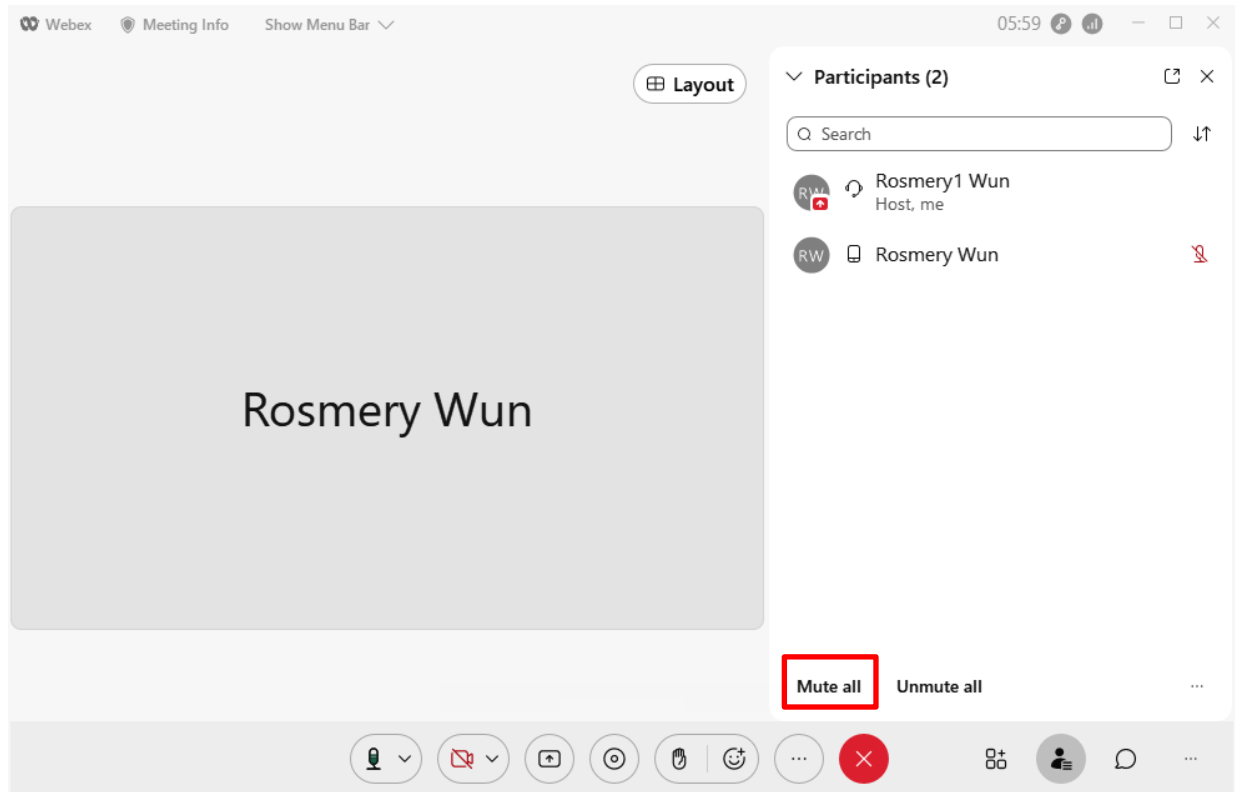 Webex Meeting Info Show Menu Bar 05:59
Layout
Participants (2)
Search
RW Rosmery1 Wun
Host, me
RW Rosmery Wun
Rosmery Wun
Mute all Unmute all